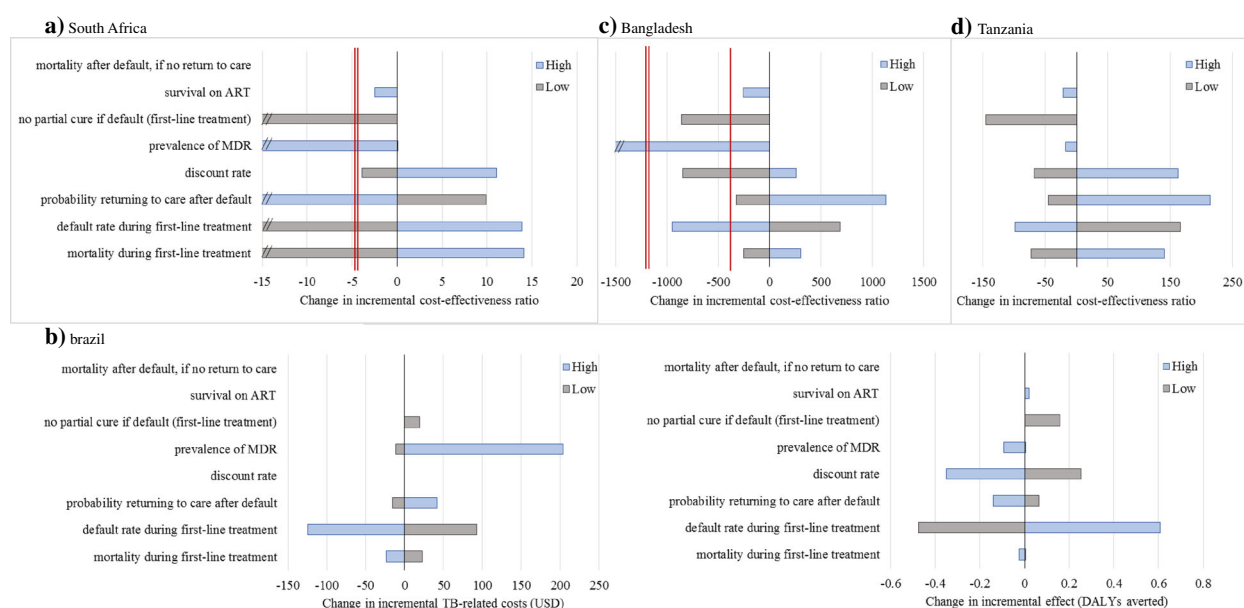 a) South Africa
mortality after default, if no return to care
survival on ART
no partial cure if default (first-line treatment)
prevalence of MDR
discount rate
probability returning to care after default
default rate during first-line treatment
mortality during first-line treatment
High
Low
-15 -10 -5 0 5 10 15 20
Change in incremental cost-effectiveness ratio
c) Bangladesh
High
Low
-1500 -1000 -500 0 500 1000 1500
Change in incremental cost-effectiveness ratio
d) Tanzania
High
Low
-150 -50 50 150 250
Change in incremental cost-effectiveness ratio
b) brazil
mortality after default, if no return to care
survival on ART
no partial cure if default (first-line treatment)
prevalence of MDR
discount rate
probability returning to care after default
default rate during first-line treatment
mortality during first-line treatment
High
Low
-150 -100 -50 0 50 100 150 200 250
Change in incremental TB-related costs (USD)
mortality after default, if no return to care
survival on ART
no partial cure if default (first-line treatment)
prevalence of MDR
discount rate
probability returning to care after default
default rate during first-line treatment
mortality during first-line treatment
High
Low
-0.6 -0.4 -0.2 0 0.2 0.4 0.6 0.8
Change in incremental effect (DALYs averted)